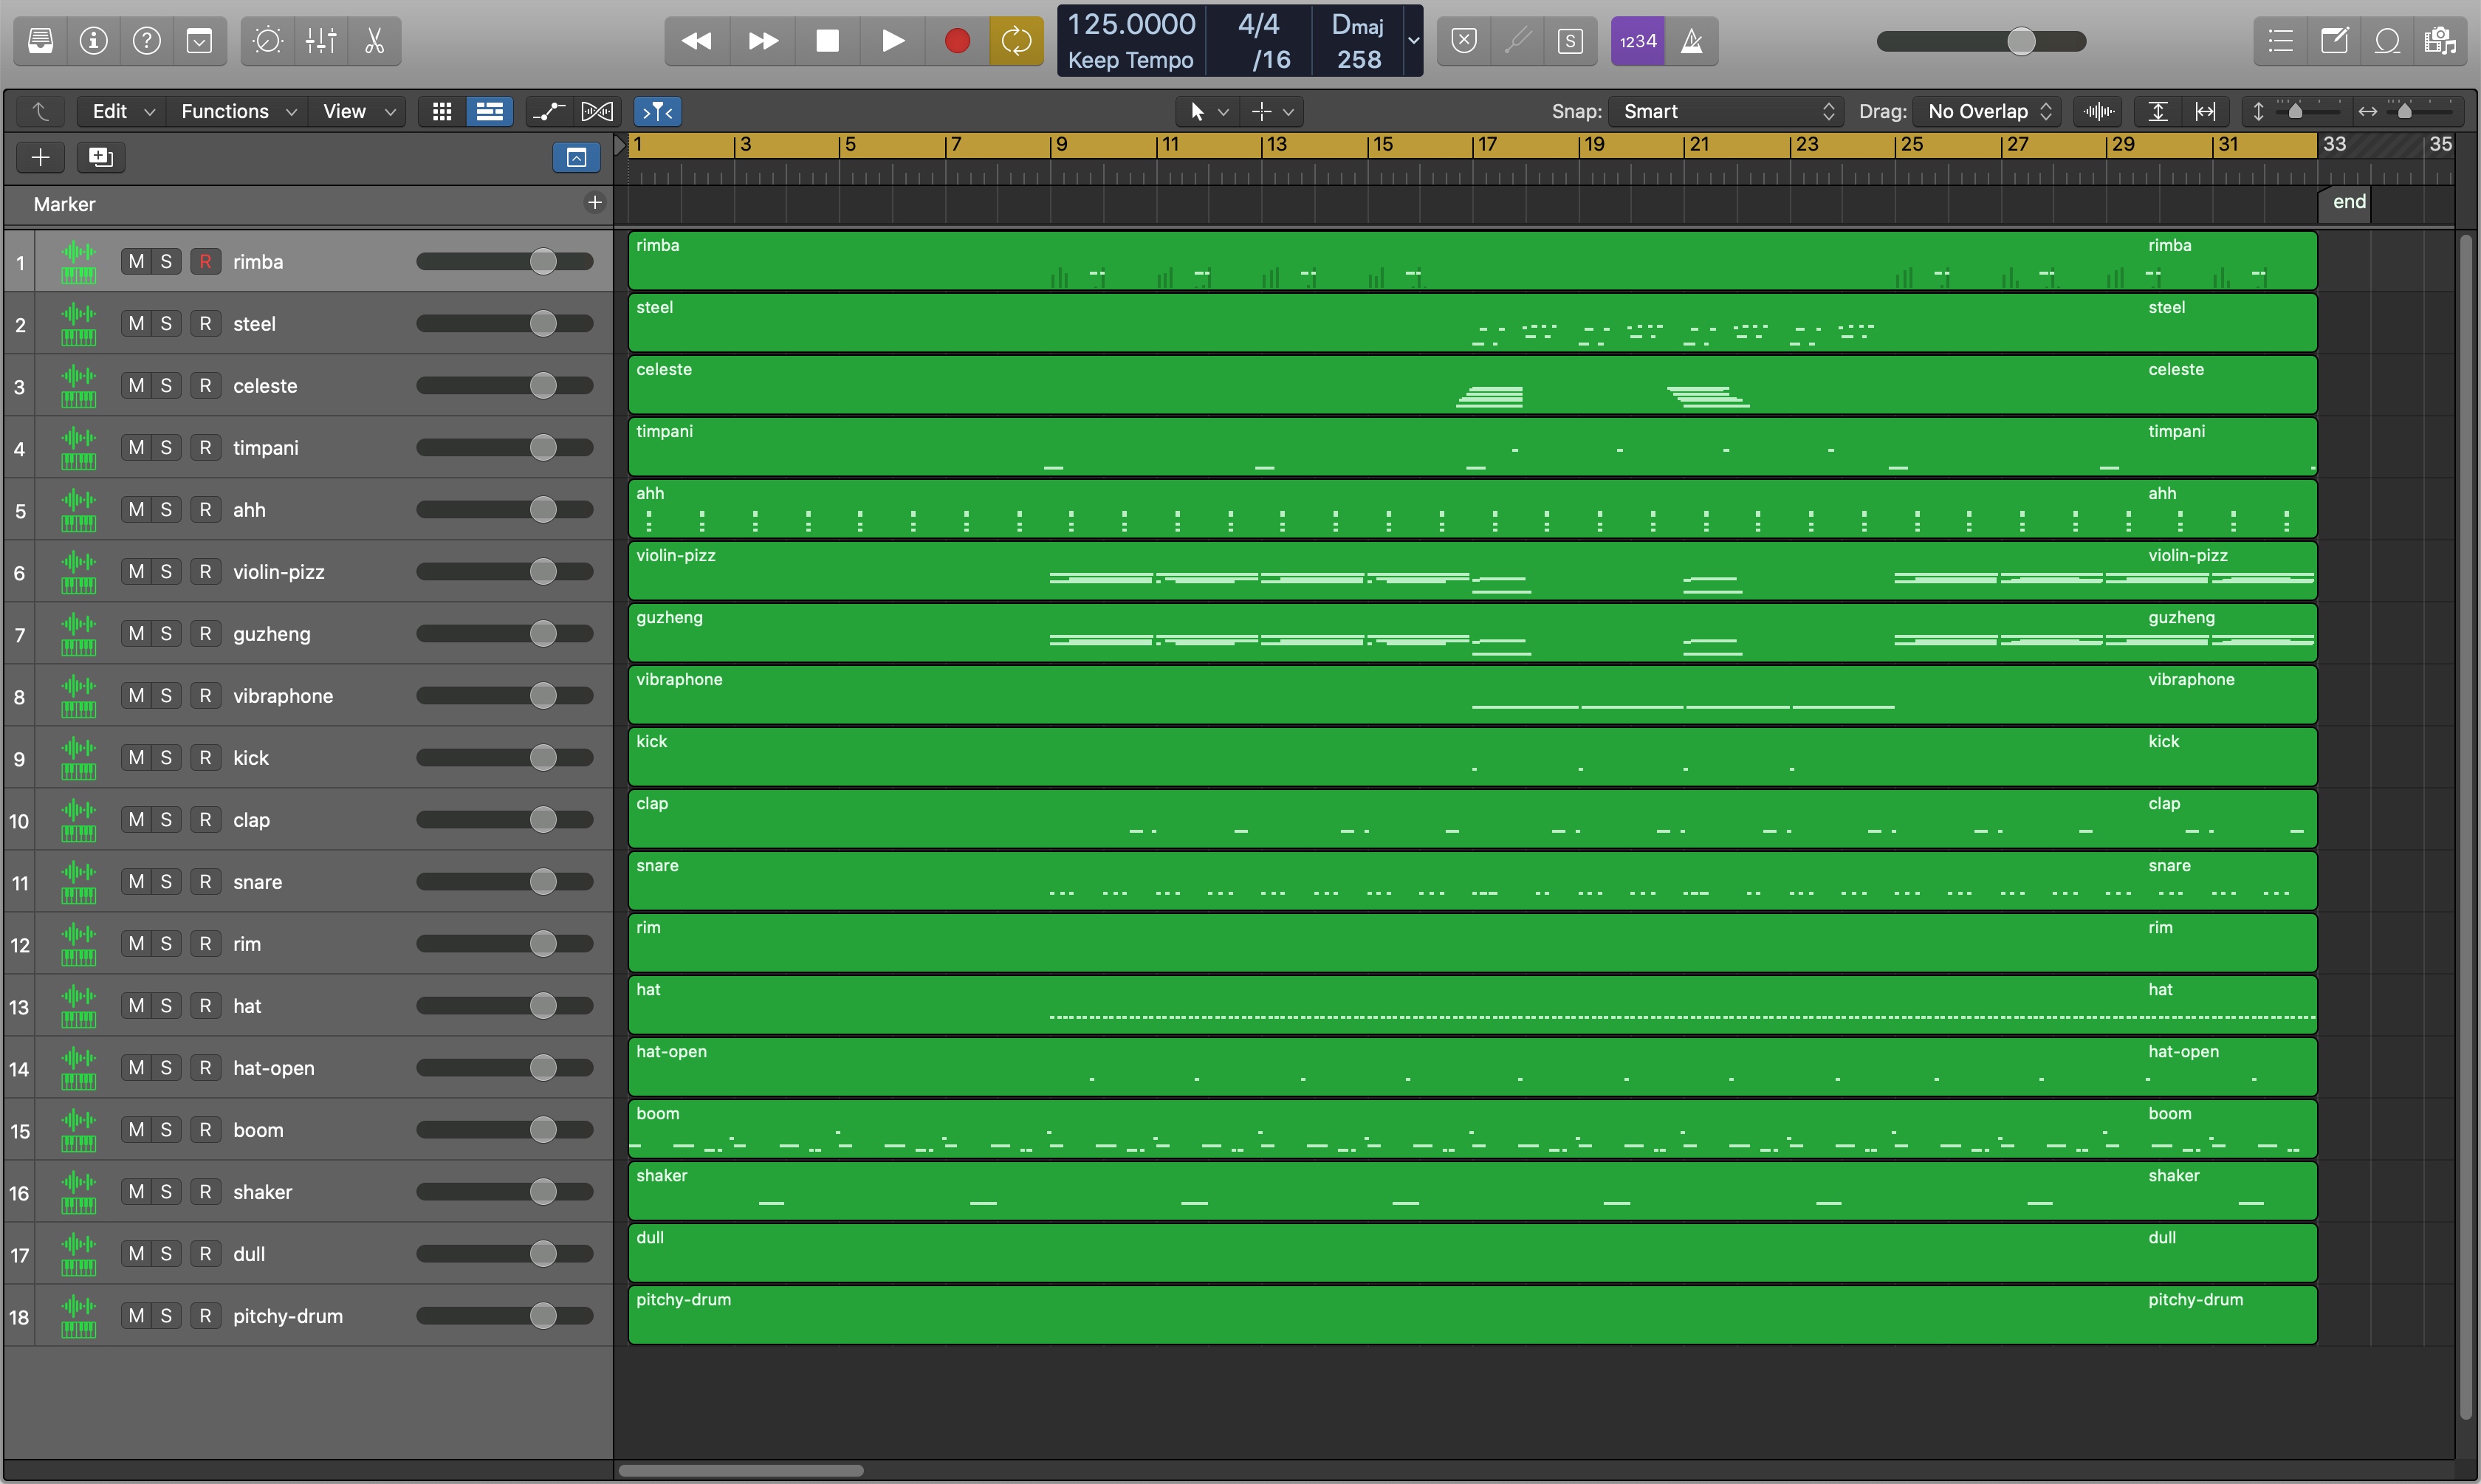 125.0000 4/4 Dmaj
Keep Tempo /16 258
S 1234
Edit Functions View Snap: Smart Drag: No Overlap
1 3 5 7 9 11 13 15 17 19 21 23 25 27 29 31 33 35
Marker end
1 M S R rimba rimba rimba
2 M S R steel steel steel
3 M S R celeste celeste celeste
4 M S R timpani timpani timpani
5 M S R ahh ahh ahh
6 M S R violin-pizz violin-pizz violin-pizz
7 M S R guzheng guzheng guzheng
8 M S R vibraphone vibraphone vibraphone
9 M S R kick kick kick
10 M S R clap clap clap
11 M S R snare snare snare
12 M S R rim rim rim
13 M S R hat hat hat
14 M S R hat-open hat-open hat-open
15 M S R boom boom boom
16 M S R shaker shaker shaker
17 M S R dull dull dull
18 M S R pitchy-drum pitchy-drum pitchy-drum